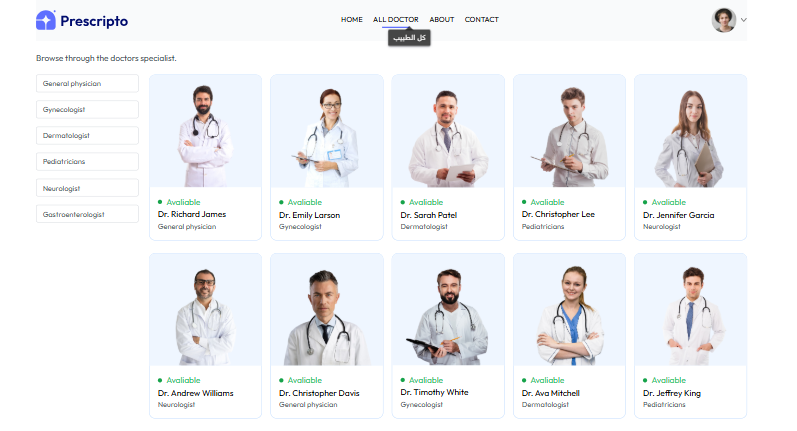 Prescripto
HOME
ALL DOCTOR
ABOUT
CONTACT
كل الطبيب
Browse through the doctors specialist.
General physician
Gynecologist
Dermatologist
Pediatricians
Neurologist
Gastroenterologist
Avaliable
Dr. Richard James
General physician
Avaliable
Dr. Emily Larson
Gynecologist
Avaliable
Dr. Sarah Patel
Dermatologist
Avaliable
Dr. Christopher Lee
Pediatricians
Avaliable
Dr. Jennifer Garcia
Neurologist
Avaliable
Dr. Andrew Williams
Neurologist
Avaliable
Dr. Christopher Davis
General physician
Avaliable
Dr. Timothy White
Gynecologist
Avaliable
Dr. Ava Mitchell
Dermatologist
Avaliable
Dr. Jeffrey King
Pediatricians